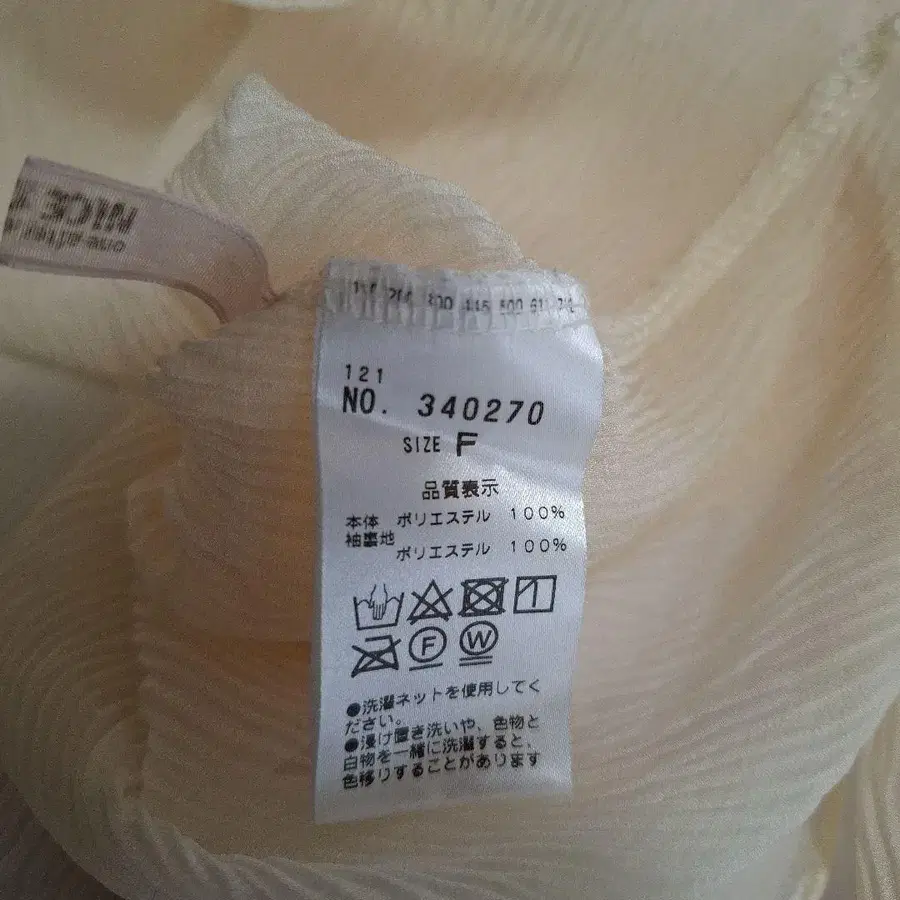 NICE
one after
121
NO. 340270
SIZE F
品質表示
本体 ポリエステル 100%
袖裏地
ポリエステル 100%
F W
●洗濯ネットを使用してく
ださい。
●浸け置き洗いや、色物と
白物を一緒に洗濯すると、
色移りすることがあります